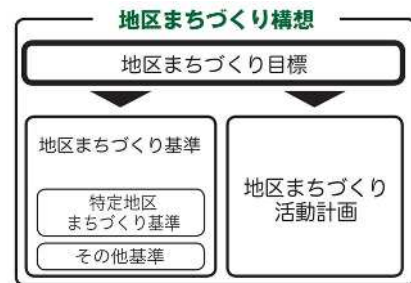 地区まちづくり構想
地区まちづくり目標
地区まちづくり基準
特定地区
まちづくり基準
その他基準
地区まちづくり
活動計画